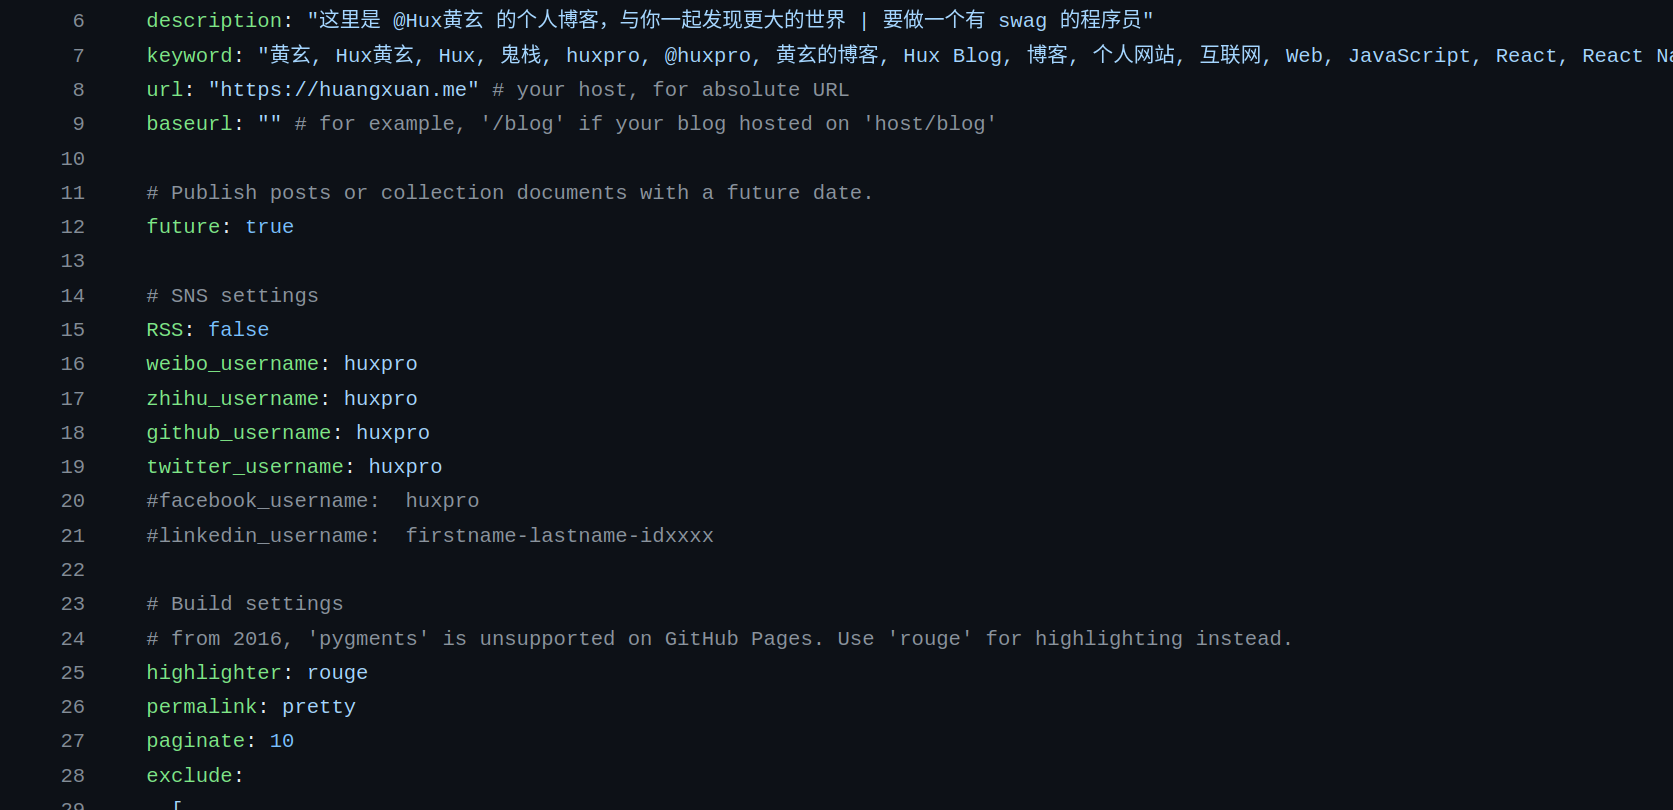 6 description: "这里是 @Hux黄玄 的个人博客，与你一起发现更大的世界 | 要做一个有 swag 的程序员"
7 keyword: "黄玄, Hux黄玄, Hux, 鬼栈, huxpro, @huxpro, 黄玄的博客, Hux Blog, 博客, 个人网站, 互联网, Web, JavaScript, React, React Na
8 url: "https://huangxuan.me" # your host, for absolute URL
9 baseurl: "" # for example, '/blog' if your blog hosted on 'host/blog'
10
11 # Publish posts or collection documents with a future date.
12 future: true
13
14 # SNS settings
15 RSS: false
16 weibo_username: huxpro
17 zhihu_username: huxpro
18 github_username: huxpro
19 twitter_username: huxpro
20 #facebook_username:  huxpro
21 #linkedin_username:  firstname-lastname-idxxxx
22
23 # Build settings
24 # from 2016, 'pygments' is unsupported on GitHub Pages. Use 'rouge' for highlighting instead.
25 highlighter: rouge
26 permalink: pretty
27 paginate: 10
28 exclude:
29 [